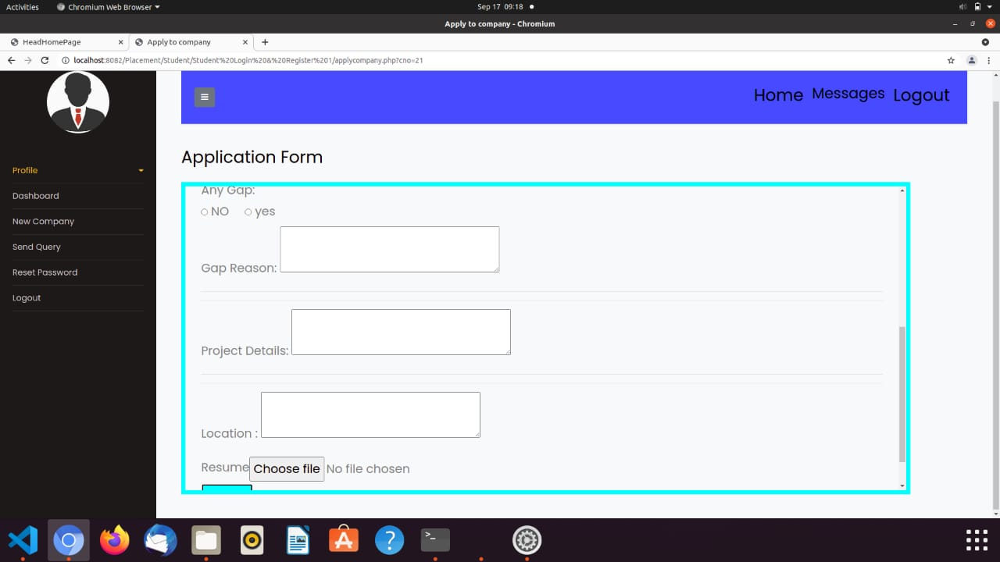 Activities Chromium Web Browser Sep 17 09:18
Apply to company - Chromium
HeadHomePage Apply to company
localhost:8082/Placement/Student/Student%20Login%20&%20Register%201/applycompany.php?cno=21
Home Messages Logout
Profile
Dashboard
New Company
Send Query
Reset Password
Logout
Application Form
Any Gap:
NO yes
Gap Reason:
Project Details:
Location :
Resume Choose file No file chosen